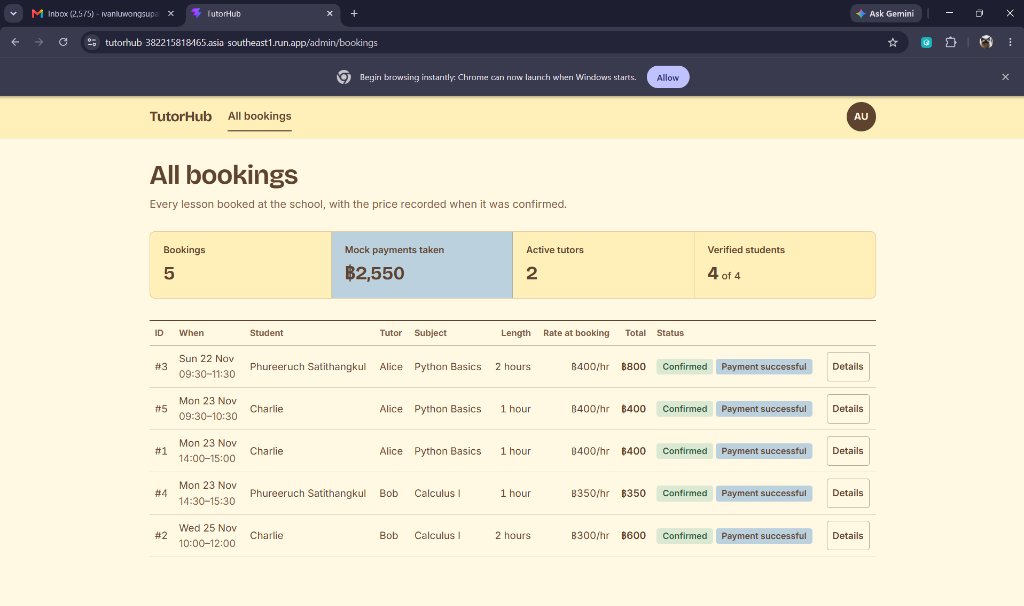 Inbox (2,575) - ivanluwongsupa
TutorHub
Ask Gemini
tutorhub-382215818465.asia-southeast1.run.app/admin/bookings
Begin browsing instantly: Chrome can now launch when Windows starts.
Allow
TutorHub
All bookings
AU
All bookings
Every lesson booked at the school, with the price recorded when it was confirmed.
Bookings
5
Mock payments taken
฿2,550
Active tutors
2
Verified students
4 of 4
ID When Student Tutor Subject Length Rate at booking Total Status
#3 Sun 22 Nov 09:30–11:30 Phureeruch Satithangkul Alice Python Basics 2 hours ฿400/hr ฿800 Confirmed Payment successful Details
#5 Mon 23 Nov 09:30–10:30 Charlie Alice Python Basics 1 hour ฿400/hr ฿400 Confirmed Payment successful Details
#1 Mon 23 Nov 14:00–15:00 Charlie Alice Python Basics 1 hour ฿400/hr ฿400 Confirmed Payment successful Details
#4 Mon 23 Nov 14:30–15:30 Phureeruch Satithangkul Bob Calculus I 1 hour ฿350/hr ฿350 Confirmed Payment successful Details
#2 Wed 25 Nov 10:00–12:00 Charlie Bob Calculus I 2 hours ฿300/hr ฿600 Confirmed Payment successful Details